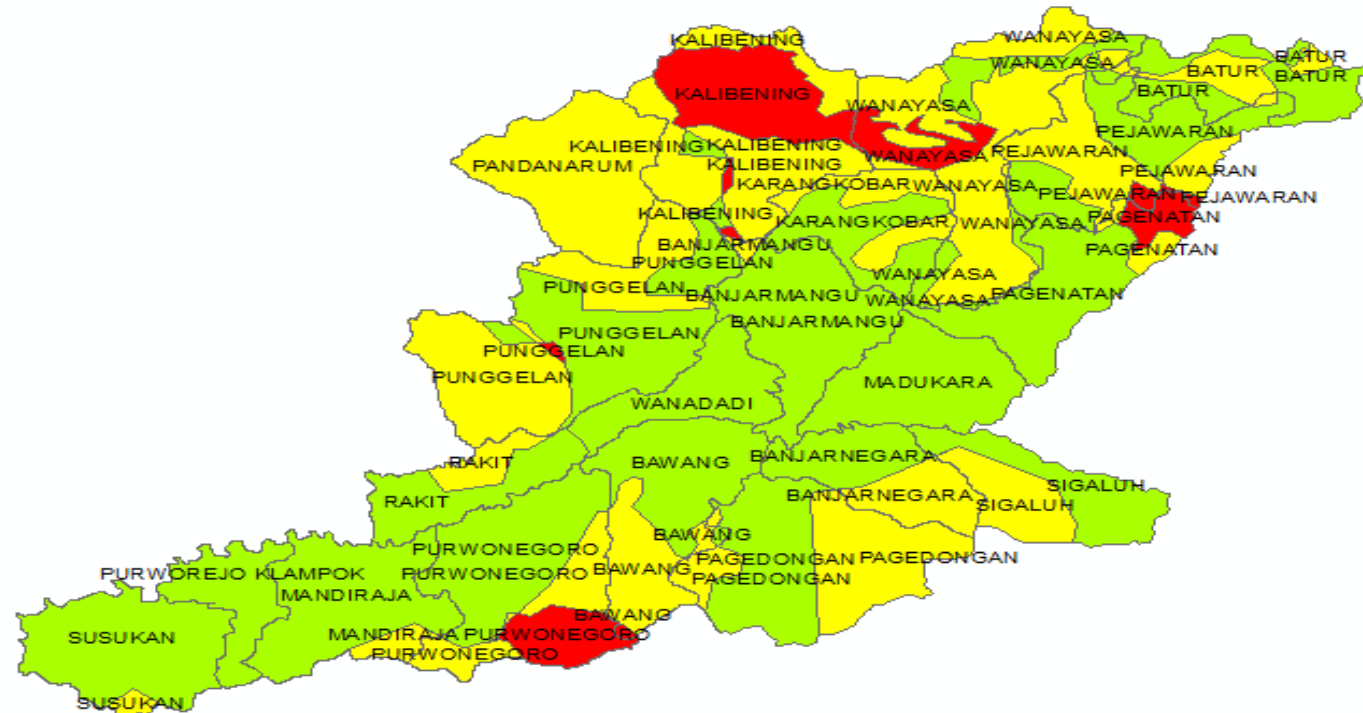 WANAYASA
KALIBENING
BATUR
WANAYASA
BATUR
BATUR
BATUR
KALIBENING
WANAYASA
PEJAWARAN
KALIBENING
KALIBENING
WANAYASA
PEJAWARAN
PANDANARUM
KALIBENING
PEJAWARAN
KARANGKOBAR
WANAYASA
PEJAWARAN
PEJAWARAN
KALIBENING
KARANGKOBAR
WANAYASA
PAGENATAN
BANJARMANGU
PAGENATAN
PUNGGELAN
WANAYASA
PUNGGELAN
BANJARMANGU
WANAYASA
PAGENATAN
BANJARMANGU
PUNGGELAN
PUNGGELAN
PUNGGELAN
MADUKARA
WANADADI
BANJARNEGARA
RAKIT
BAWANG
SIGALUH
RAKIT
BANJARNEGARA
SIGALUH
BAWANG
PURWONEGORO
PAGEDONGAN
PAGEDONGAN
BAWANG
PURWOREJO KLAMPOK
PURWONEGORO
PAGEDONGAN
MANDIRAJA
BAWANG
SUSUKAN
MANDIRAJA
PURWONEGORO
PURWONEGORO
SUSUKAN